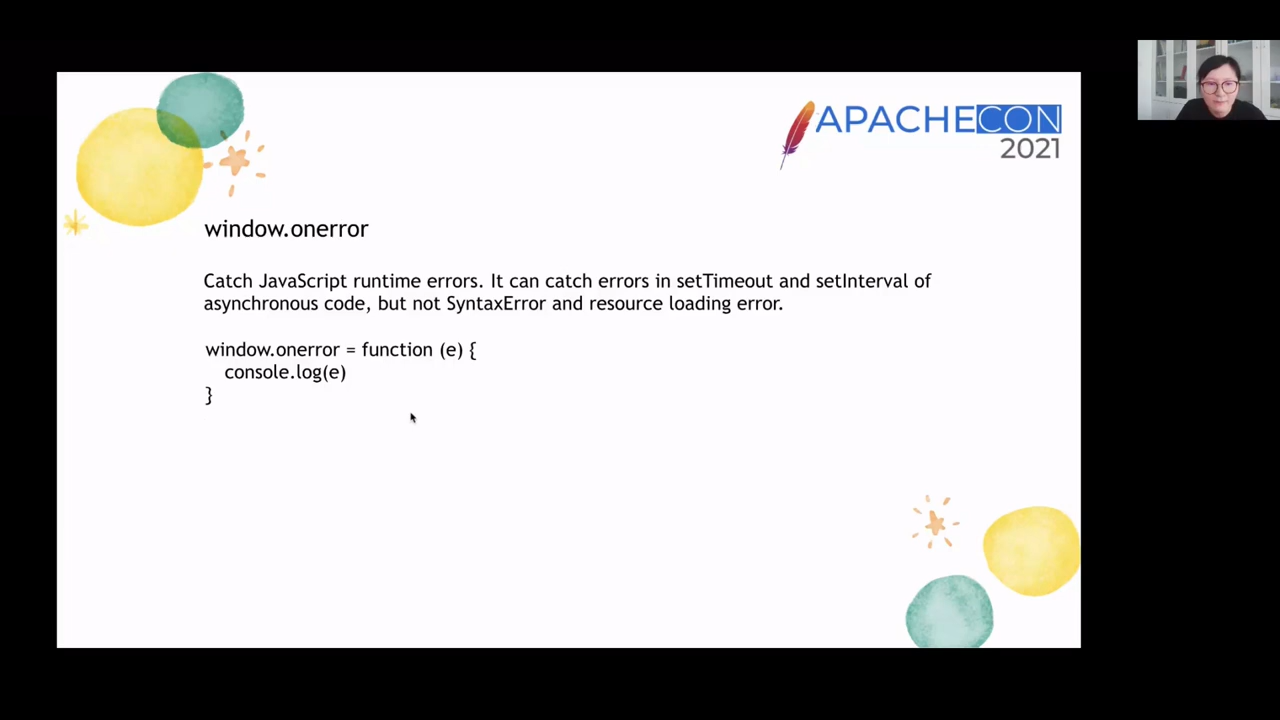 APACHECON
2021
window.onerror
Catch JavaScript runtime errors. It can catch errors in setTimeout and setInterval of
asynchronous code, but not SyntaxError and resource loading error.
window.onerror = function (e) {
console.log(e)
}